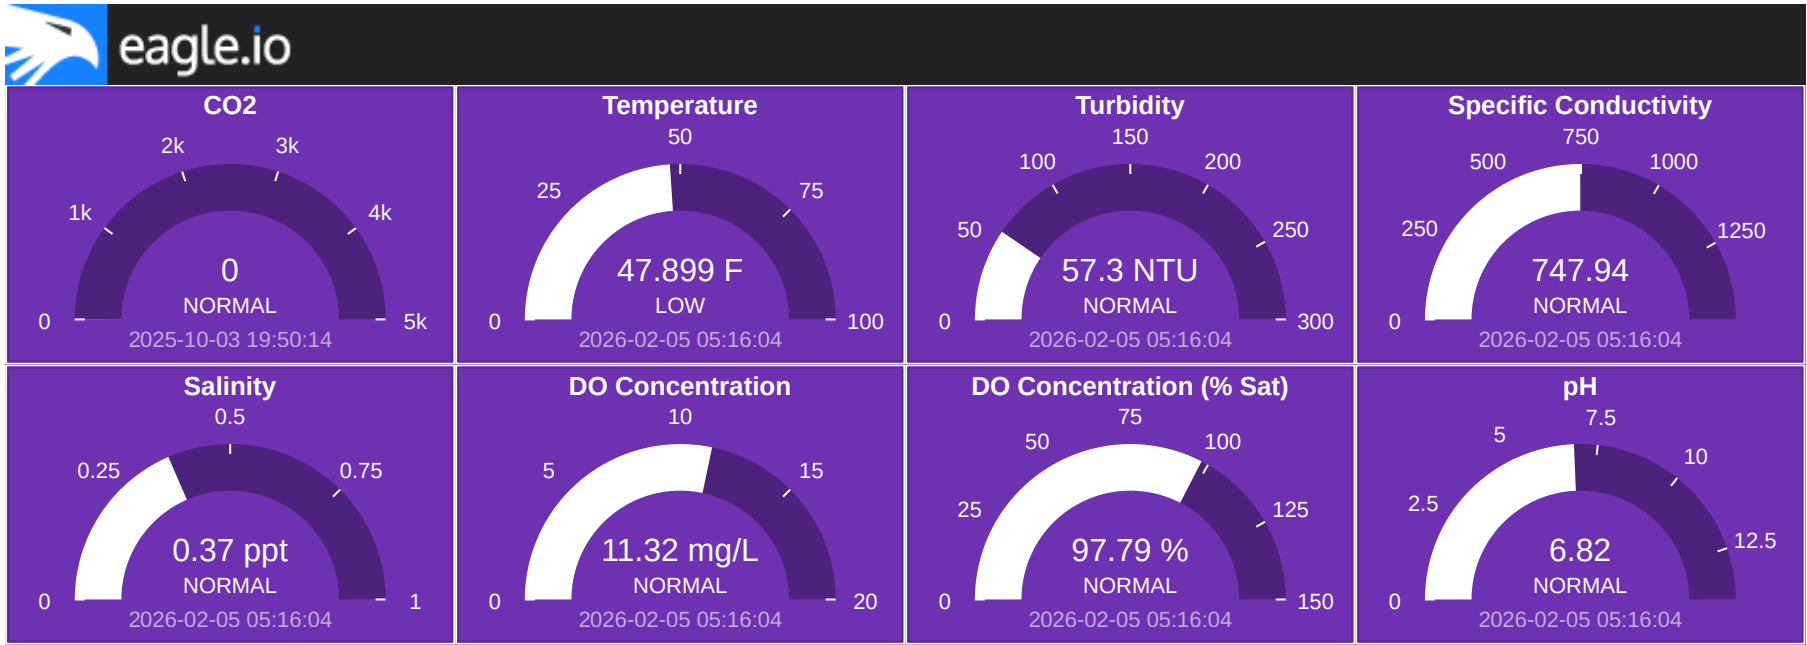 eagle.io
CO2
2k 3k
1k 4k
0 5k
0
NORMAL
2025-10-03 19:50:14
Temperature
50
25 75
0 100
47.899 F
LOW
2026-02-05 05:16:04
Turbidity
150
100 200
50 250
0 300
57.3 NTU
NORMAL
2026-02-05 05:16:04
Specific Conductivity
750
500 1000
250 1250
0
747.94
NORMAL
2026-02-05 05:16:04
Salinity
0.5
0.25 0.75
0 1
0.37 ppt
NORMAL
2026-02-05 05:16:04
DO Concentration
10
5 15
0 20
11.32 mg/L
NORMAL
2026-02-05 05:16:04
DO Concentration (% Sat)
75
50 100
25 125
0 150
97.79 %
NORMAL
2026-02-05 05:16:04
pH
7.5
5 10
2.5 12.5
0
6.82
NORMAL
2026-02-05 05:16:04